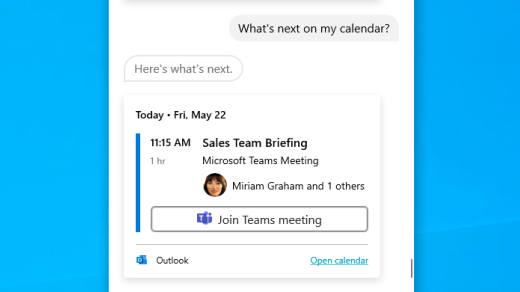 What's next on my calendar?
Here's what's next.
Today • Fri, May 22
11:15 AM Sales Team Briefing
1 hr Microsoft Teams Meeting
Miriam Graham and 1 others
Join Teams meeting
Outlook Open calendar